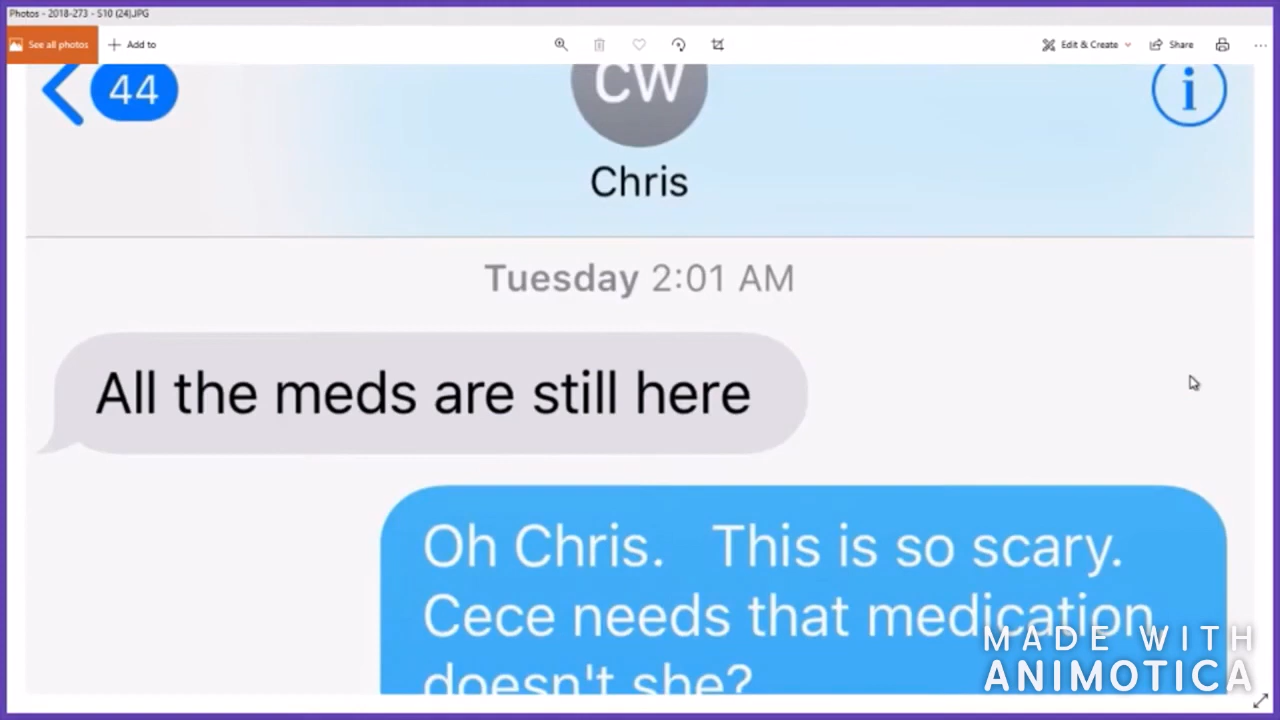 Photos - 2018-273 - S10 (24).JPG
See all photos
Add to
Edit & Create
Share
44
CW
i
Chris
Tuesday 2:01 AM
All the meds are still here
Oh Chris. This is so scary.
Cece needs that medication
doesn't she?
MADE WITH
ANIMOTICA